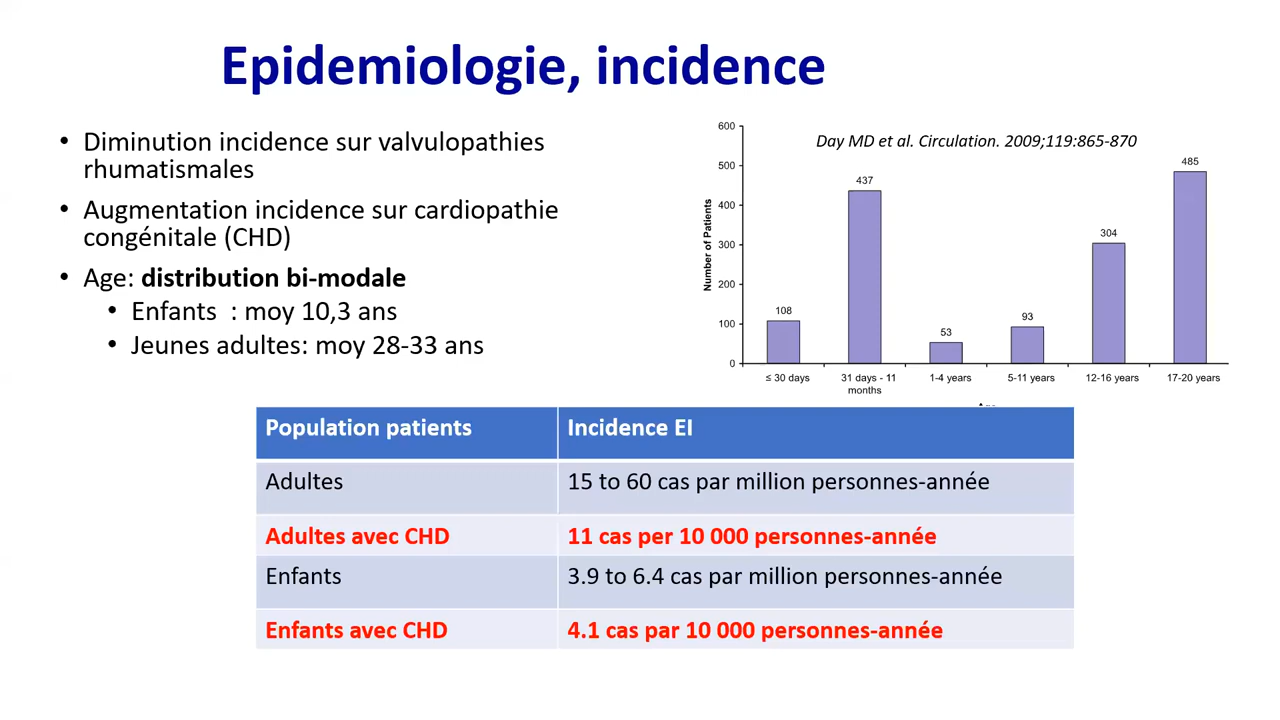 Epidemiologie, incidence
• Diminution incidence sur valvulopathies
rhumatismales
• Augmentation incidence sur cardiopathie
congénitale (CHD)
• Age: distribution bi-modale
• Enfants : moy 10,3 ans
• Jeunes adultes: moy 28-33 ans
Day MD et al. Circulation. 2009;119:865-870
Number of Patients
600
500
400
300
200
100
0
108
437
53
93
304
485
≤ 30 days
31 days - 11
months
1-4 years
5-11 years
12-16 years
17-20 years
Population patients
Incidence EI
Adultes
15 to 60 cas par million personnes-année
Adultes avec CHD
11 cas per 10 000 personnes-année
Enfants
3.9 to 6.4 cas par million personnes-année
Enfants avec CHD
4.1 cas par 10 000 personnes-année